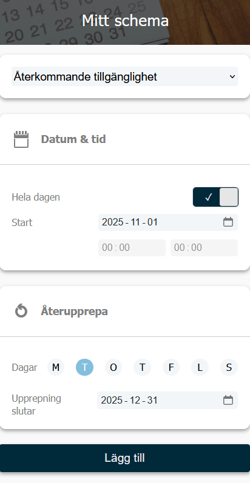 Mitt schema
Återkommande tillgänglighet
Datum & tid
Hela dagen
Start 2025-11-01
00:00 00:00
Återupprepa
Dagar M T O T F L S
Upprepning
slutar 2025-12-31
Lägg till